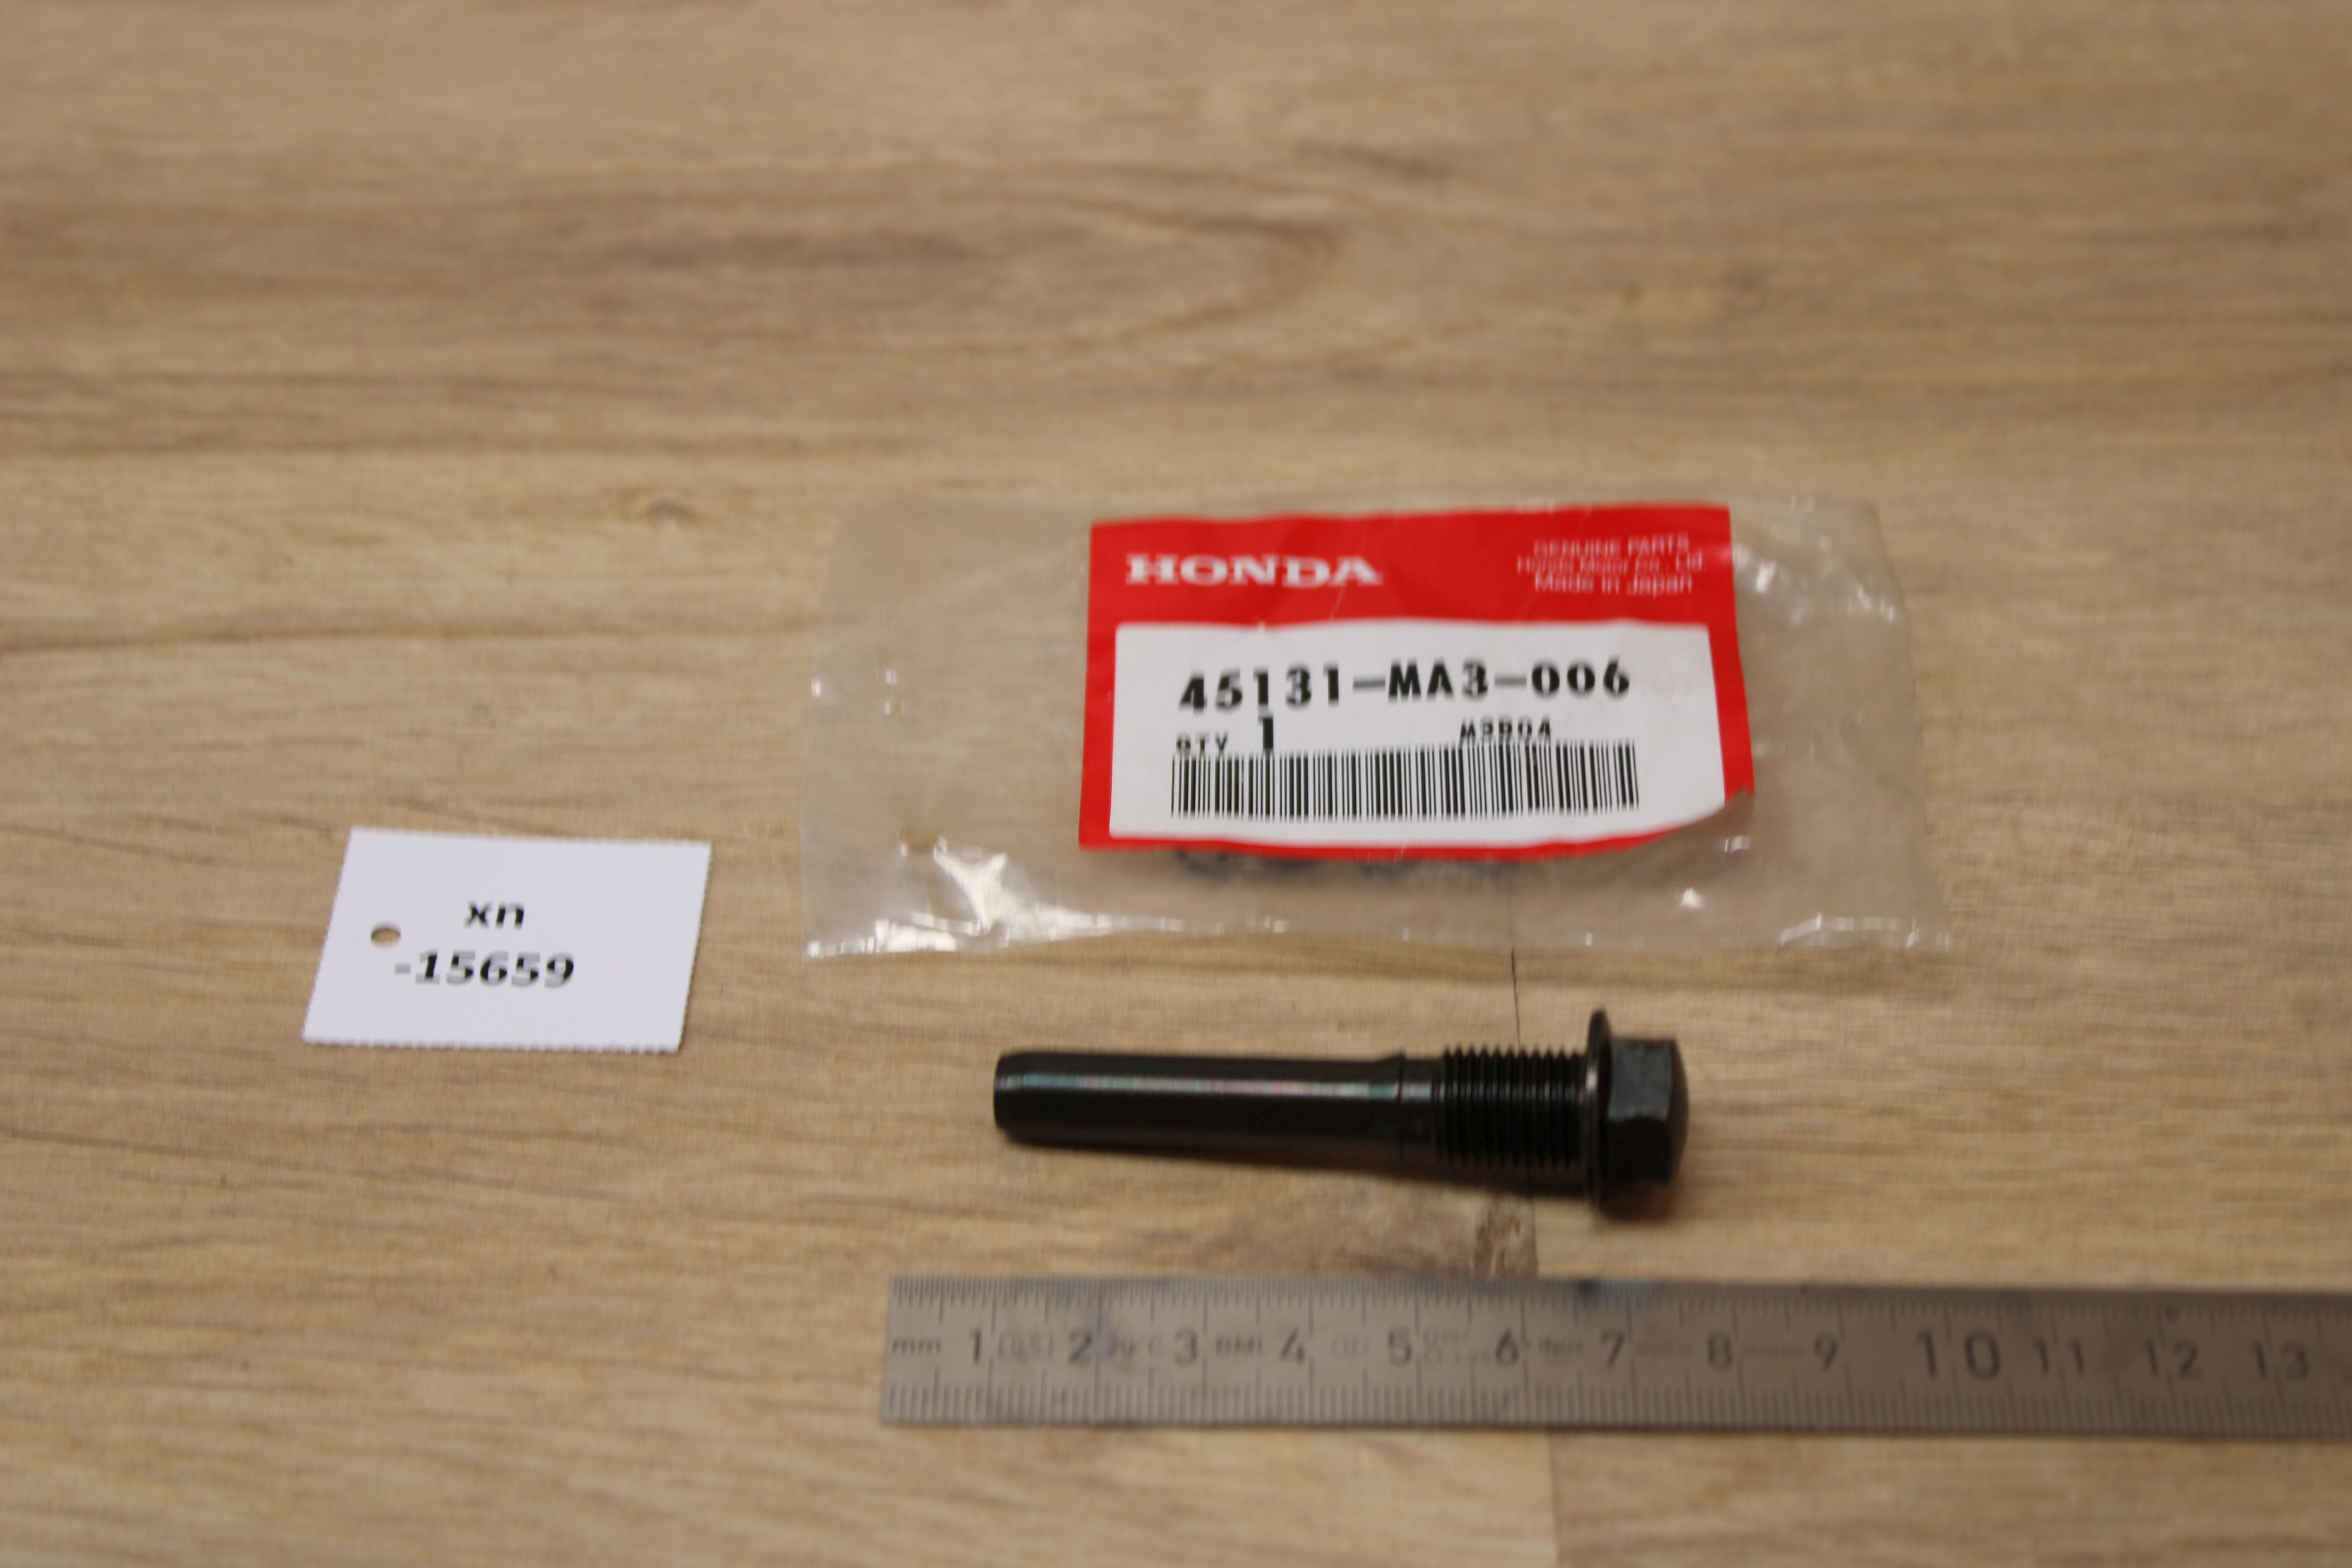 HONDA
GENUINE PARTS
Honda Motor Co., Ltd.
Made in Japan
45131-MA3-006
QTY 1
xn
-15659
mm 1 2 3 4 5 6 7 8 9 10 11 12 13